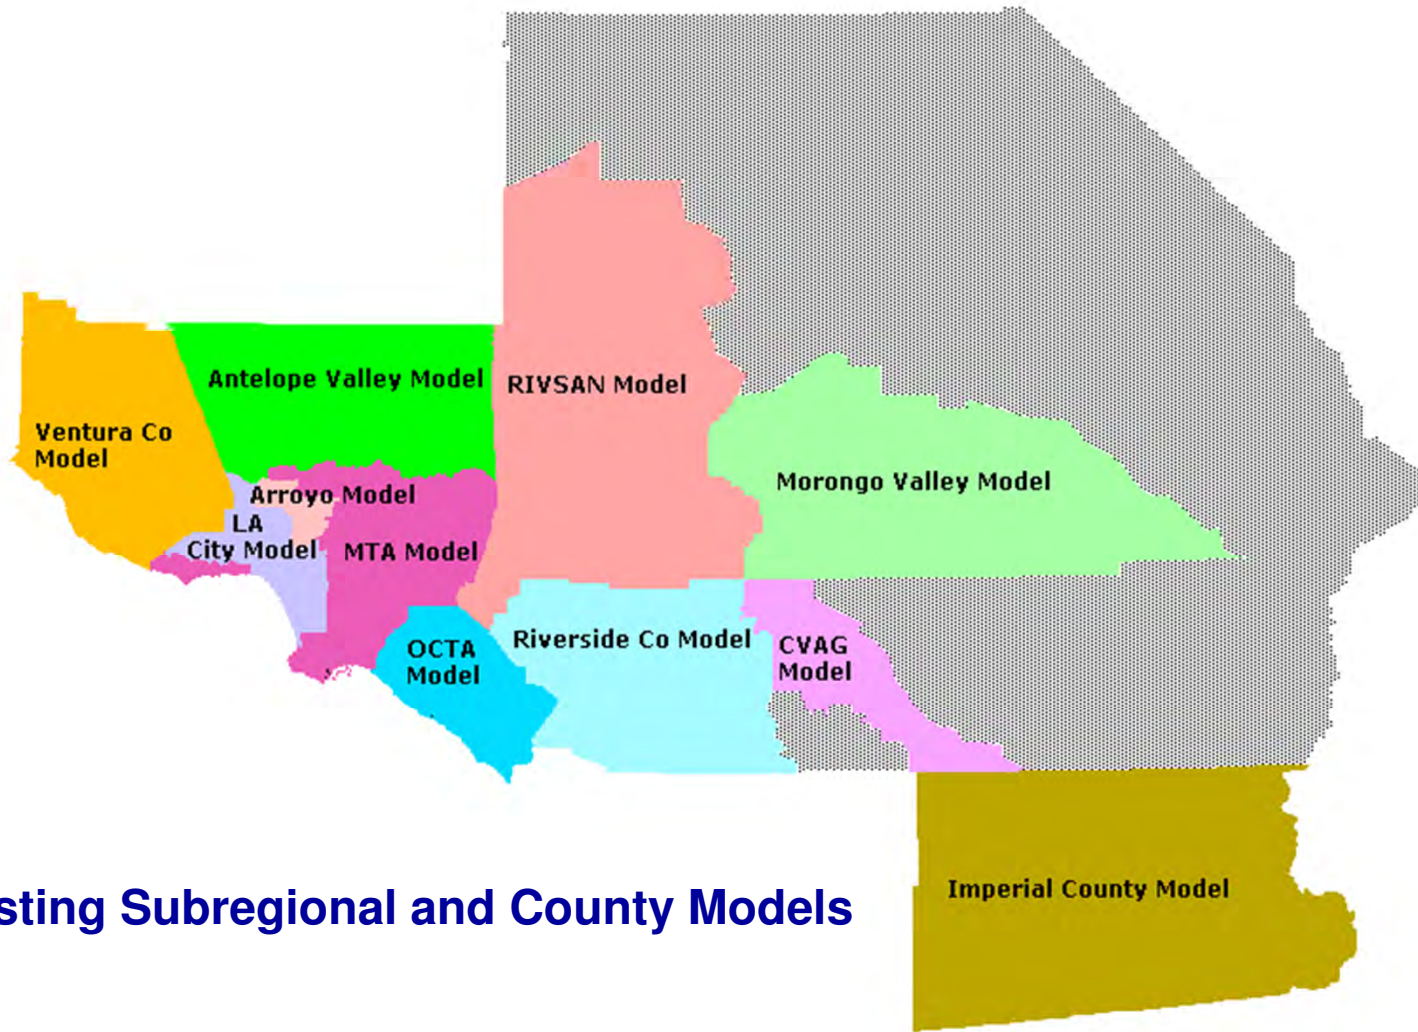 Antelope Valley Model
RIVSAN Model
Ventura Co
Model
Morongo Valley Model
Arroyo Model
LA
City Model
MTA Model
OCTA
Model
Riverside Co Model
CVAG
Model
Imperial County Model
sting Subregional and County Models